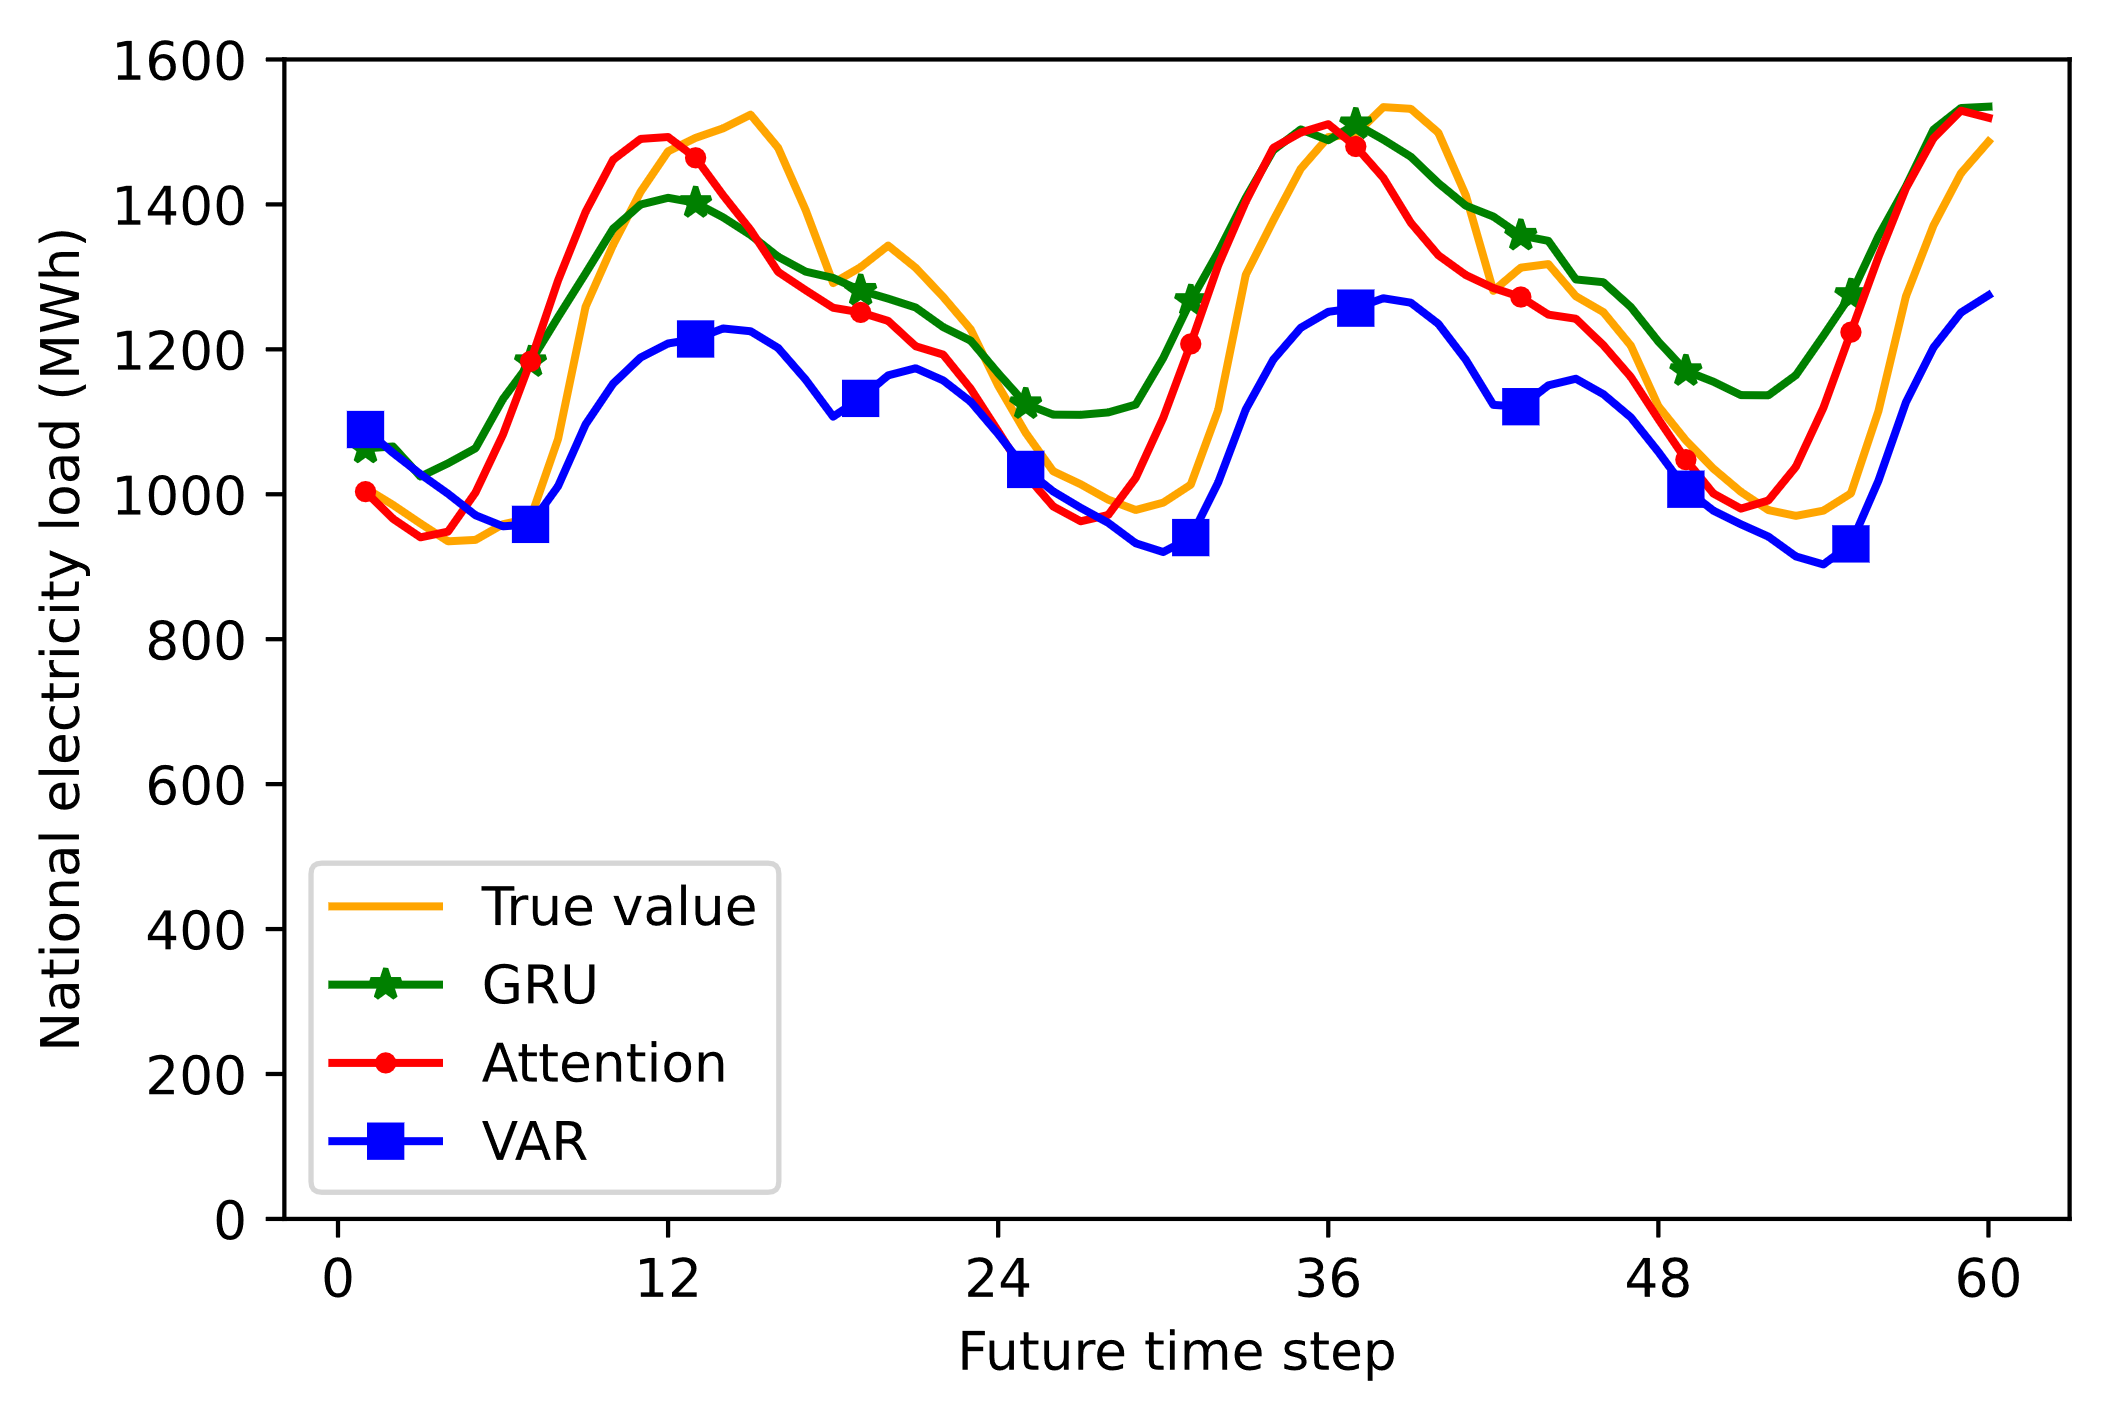 1600
1400
1200
1000
800
600
400
200
0
National electricity load (MWh)
True value
GRU
Attention
VAR
0 12 24 36 48 60
Future time step